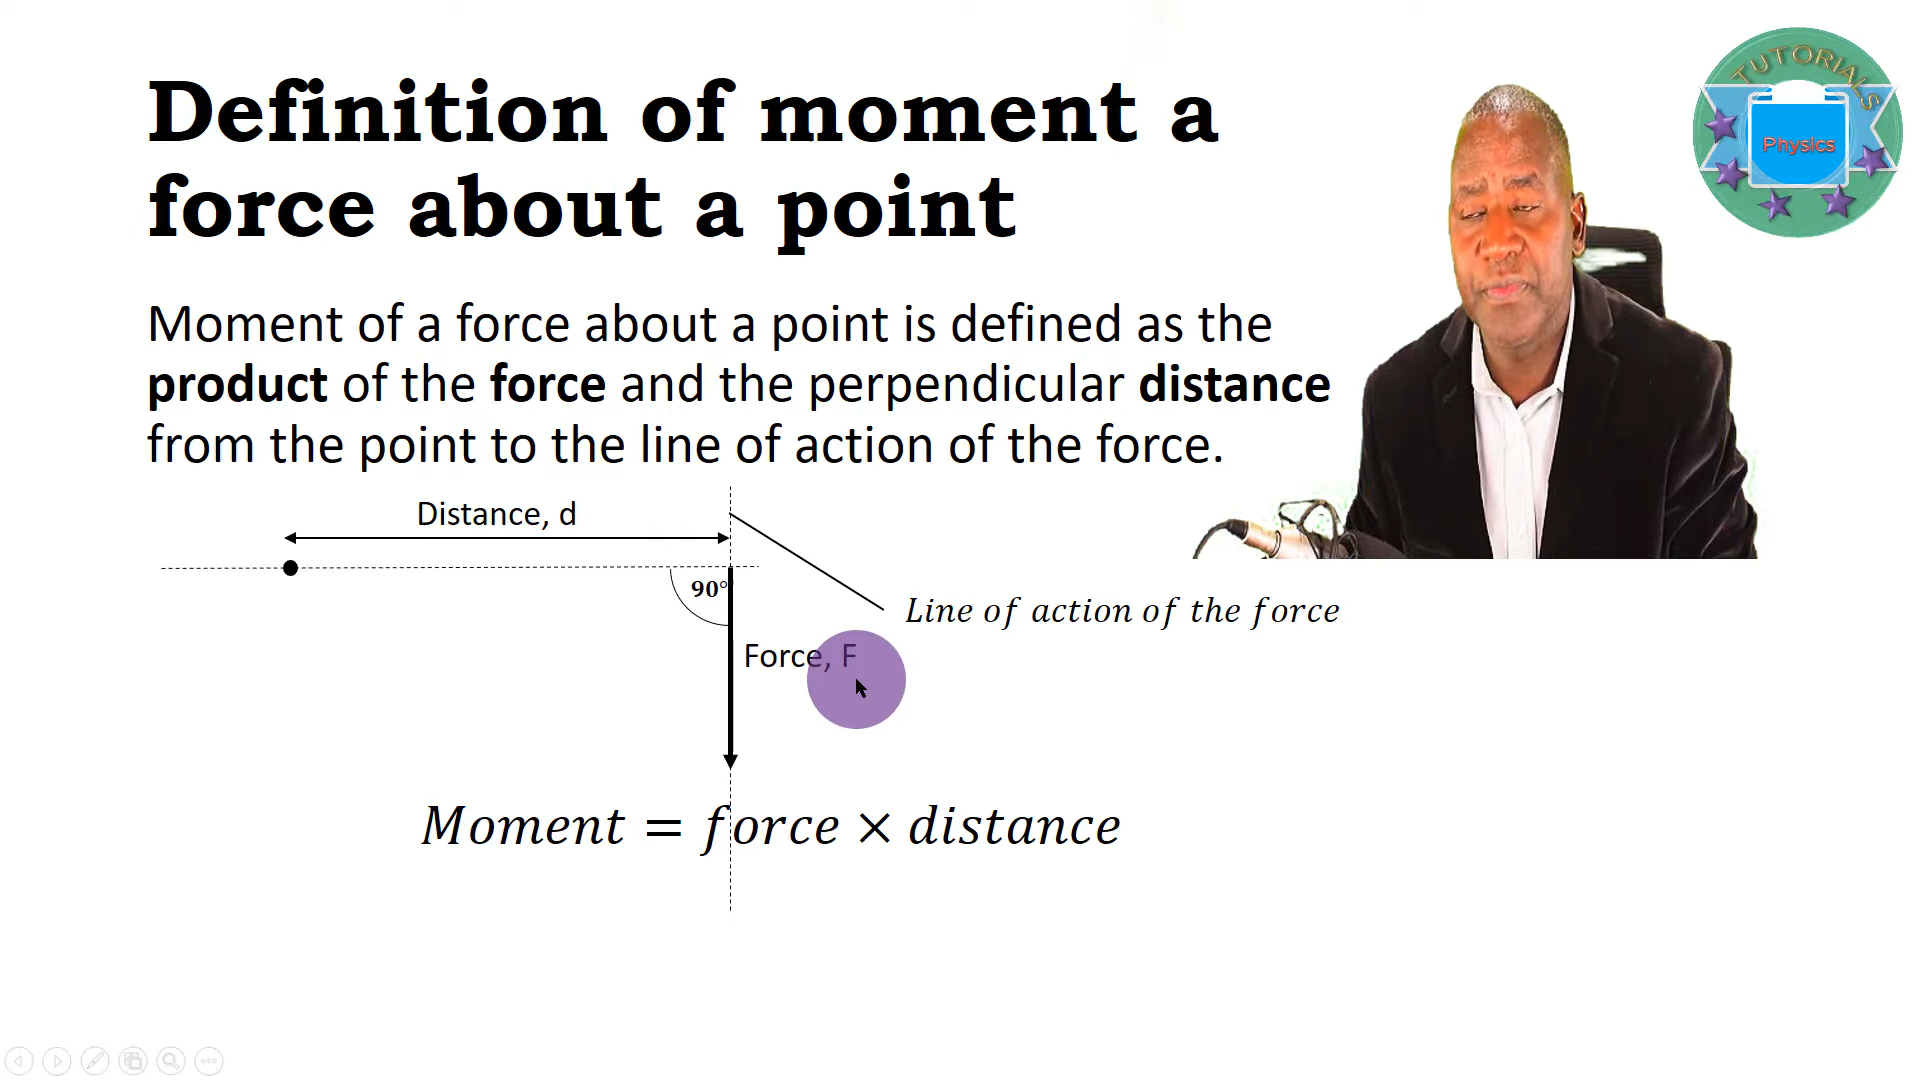 Definition of moment a
force about a point
TUTORIALS
Physics
Moment of a force about a point is defined as the
product of the force and the perpendicular distance
from the point to the line of action of the force.
Distance, d
90°
Line of action of the force
Force, F
Moment = force × distance